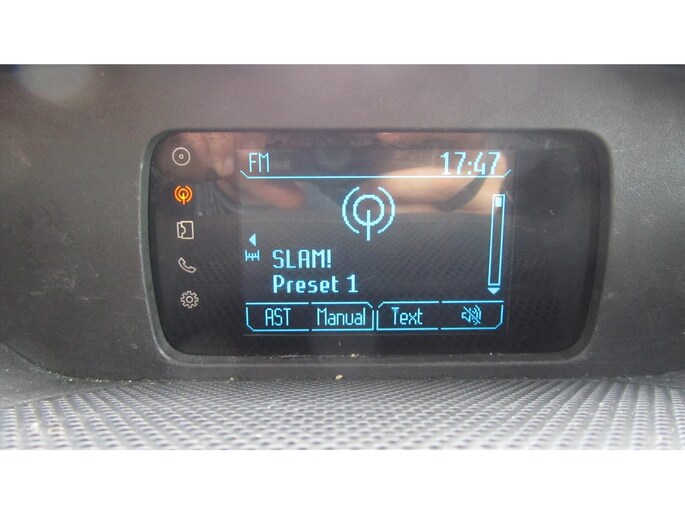 FM 17:47
SLAM!
Preset 1
AST Manual Text